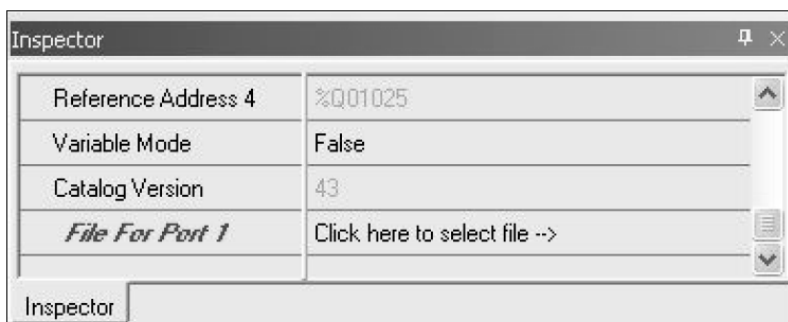 Inspector
Reference Address 4 %Q01025
Variable Mode False
Catalog Version 43
File For Port 1 Click here to select file -->
Inspector